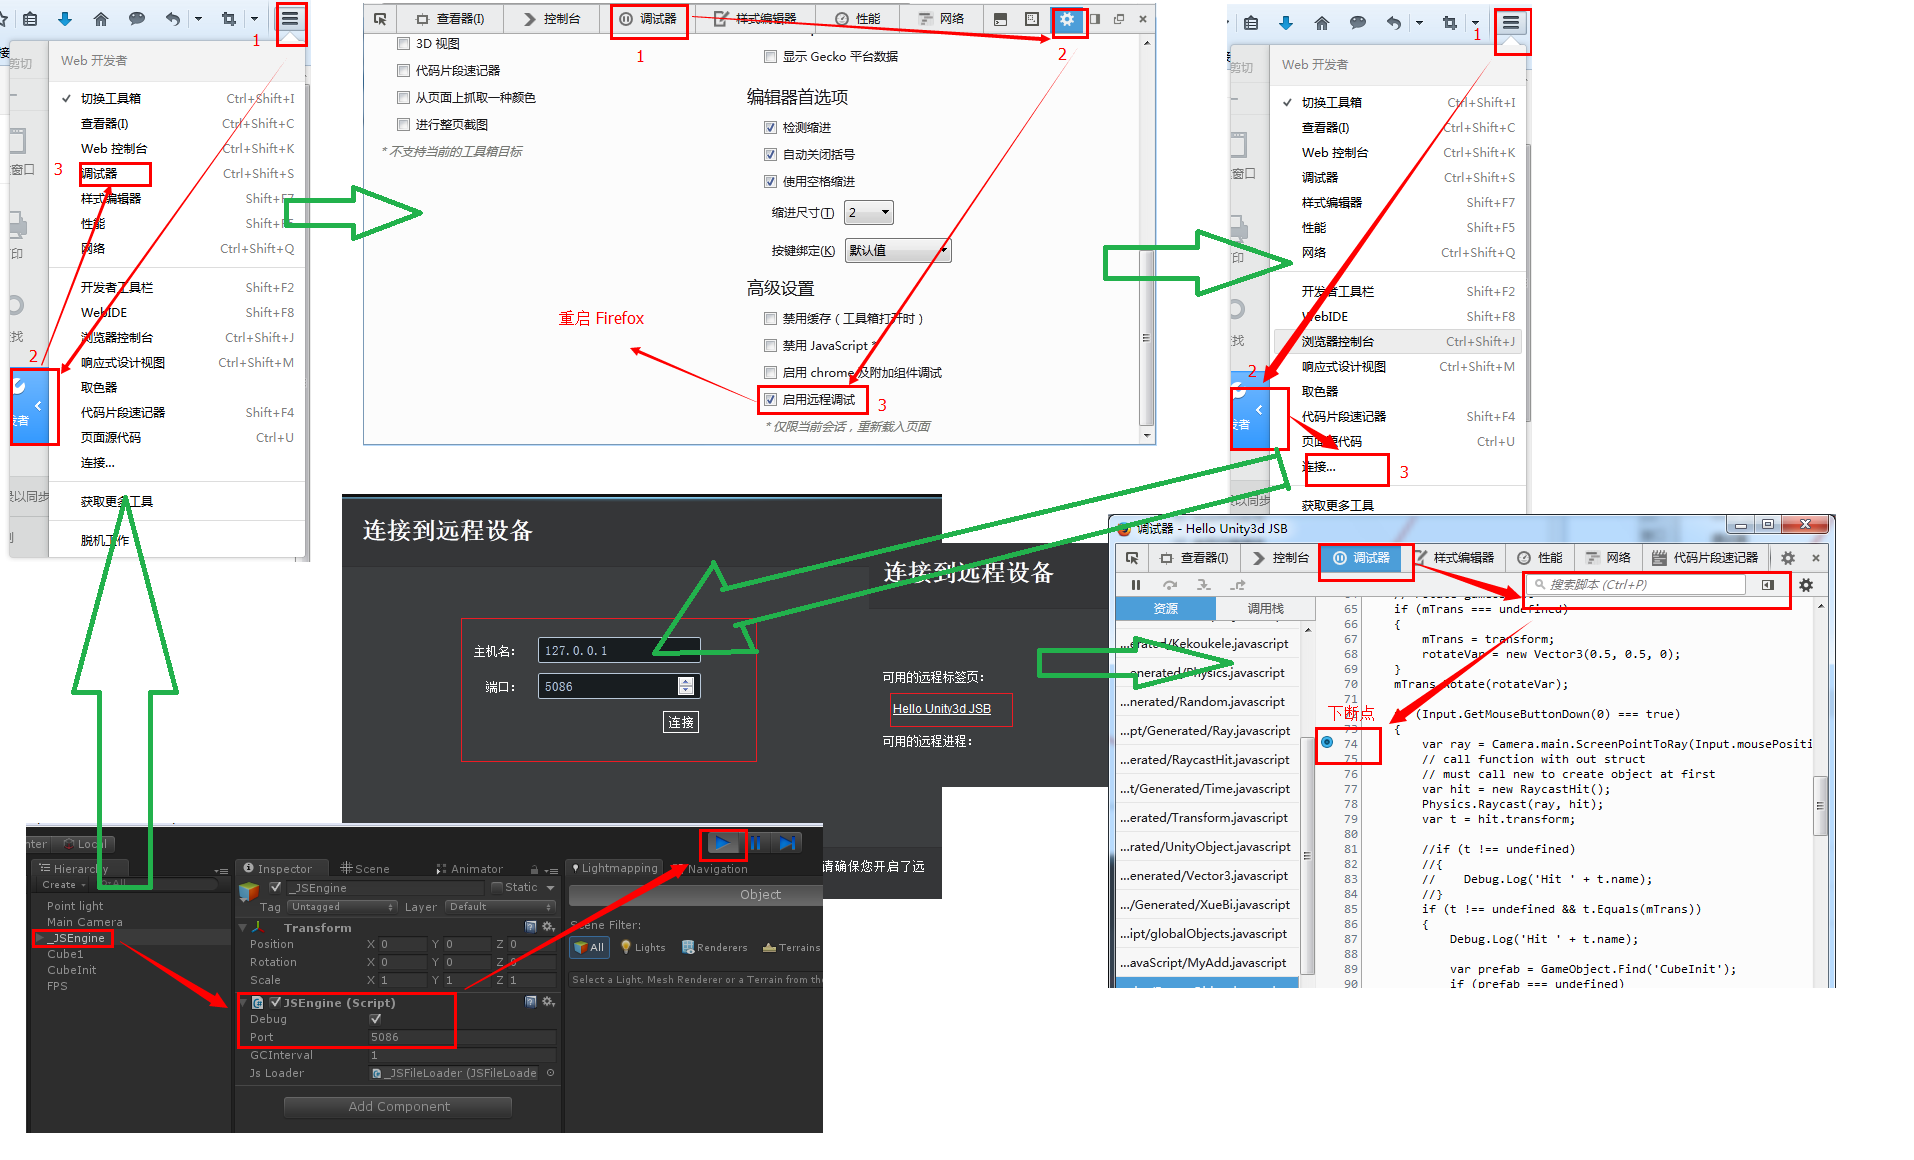 1
剪切
Web 开发者
切换工具箱 Ctrl+Shift+I
查看器(I) Ctrl+Shift+C
Web 控制台 Ctrl+Shift+K
3 调试器 Ctrl+Shift+S
窗口
样式编辑器 Shift+F7
性能 Shift+F
网络 Ctrl+Shift+Q
印
开发者工具栏 Shift+F2
WebIDE Shift+F8
浏览器控制台 Ctrl+Shift+J
找
2 响应式设计视图 Ctrl+Shift+M
取色器
代码片段速记器 Shift+F4
者
页面源代码 Ctrl+U
连接...
以同步
获取更多工具
脱机工作
查看器(I) 控制台 调试器 样式编辑器 性能 网络
1
2
3D 视图
代码片段速记器
从页面上抓取一种颜色
进行整页截图
* 不支持当前的工具箱目标
显示 Gecko 平台数据
编辑器首选项
检测缩进
自动关闭括号
使用空格缩进
缩进尺寸(T) 2
按键绑定(K) 默认值
高级设置
禁用缓存（工具箱打开时）
禁用 JavaScript *
启用 chrome 及附加组件调试
启用远程调试 3
* 仅限当前会话，重新载入页面
重启 Firefox
1
剪切
Web 开发者
切换工具箱 Ctrl+Shift+I
查看器(I) Ctrl+Shift+C
Web 控制台 Ctrl+Shift+K
调试器 Ctrl+Shift+S
窗口
样式编辑器 Shift+F7
性能 Shift+F5
网络 Ctrl+Shift+Q
印
开发者工具栏 Shift+F2
WebIDE Shift+F8
浏览器控制台 Ctrl+Shift+J
找
2 响应式设计视图 Ctrl+Shift+M
取色器
代码片段速记器 Shift+F4
者
页面源代码 Ctrl+U
连接... 3
以同步
获取更多工具
连接到远程设备
主机名: 127.0.0.1
端口: 5086
连接
连接到远程设备
可用的远程标签页:
Hello Unity3d JSB
可用的远程进程:
请确保您开启了远
调试器 - Hello Unity3d JSB
查看器(I) 控制台 调试器 样式编辑器 性能 网络 代码片段速记器
搜索脚本 (Ctrl+P)
资源 调用栈
...erated/Kekoukele.javascript
...enerated/Physics.javascript
...nerated/Random.javascript
...pt/Generated/Ray.javascript
...erated/RaycastHit.javascript
...t/Generated/Time.javascript
...erated/Transform.javascript
...rated/UnityObject.javascript
...enerated/Vector3.javascript
.../Generated/XueBi.javascript
...ipt/globalObjects.javascript
...avaScript/MyAdd.javascript
下断点
65 if (mTrans === undefined)
66 {
67 mTrans = transform;
68 rotateVar = new Vector3(0.5, 0.5, 0);
69 }
70 mTrans.Rotate(rotateVar);
71
(Input.GetMouseButtonDown(0) === true)
73 {
74 var ray = Camera.main.ScreenPointToRay(Input.mousePositi
75 // call function with out struct
76 // must call new to create object at first
77 var hit = new RaycastHit();
78 Physics.Raycast(ray, hit);
79 var t = hit.transform;
80
81 //if (t !== undefined)
82 //{
83 // Debug.Log('Hit ' + t.name);
84 //}
85 if (t !== undefined && t.Equals(mTrans))
86 {
87 Debug.Log('Hit ' + t.name);
88
89 var prefab = GameObject.Find('CubeInit');
90 if (prefab === undefined)
nter Local
Hierarchy
Create All
Point light
Main Camera
_JSEngine
Cube1
CubeInit
FPS
Inspector Scene Animator
_JSEngine Static
Tag Untagged Layer Default
Transform
Position X 0 Y 0 Z 0
Rotation X 0 Y 0 Z 0
Scale X 1 Y 1 Z 1
JSEngine (Script)
Debug
Port 5086
GCInterval 1
Js Loader _JSFileLoader (JSFileLoade
Add Component
Lightmapping Navigation
Object
Scene Filter:
All Lights Renderers Terrains
Select a Light, Mesh Renderer or a Terrain from the